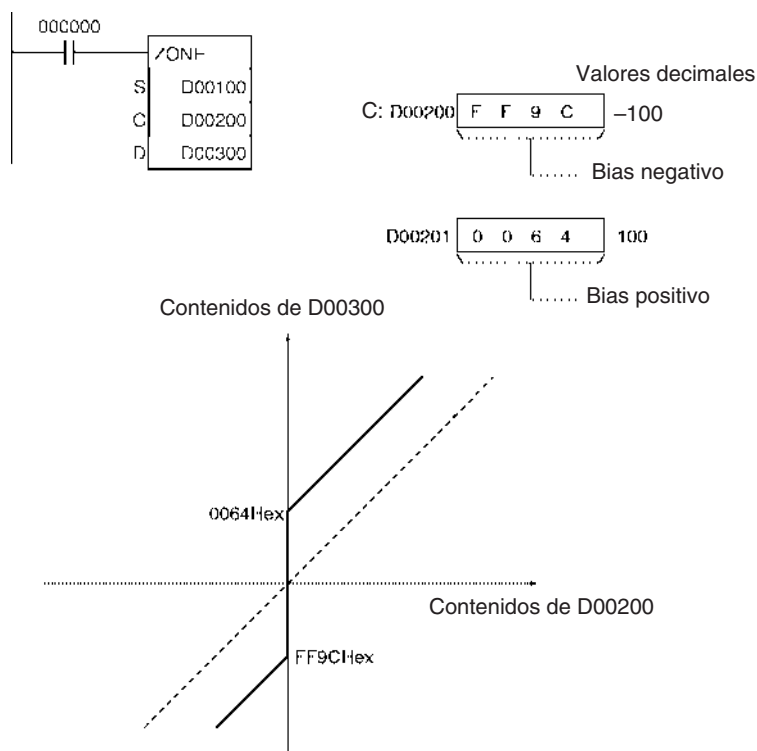 000000
ZONE
S D00100
C D00200
D D00300
Valores decimales
C: D00200 F F 9 C –100
Bias negativo
D00201 0 0 6 4 100
Bias positivo
Contenidos de D00300
0064Hex
Contenidos de D00200
FF9CHex